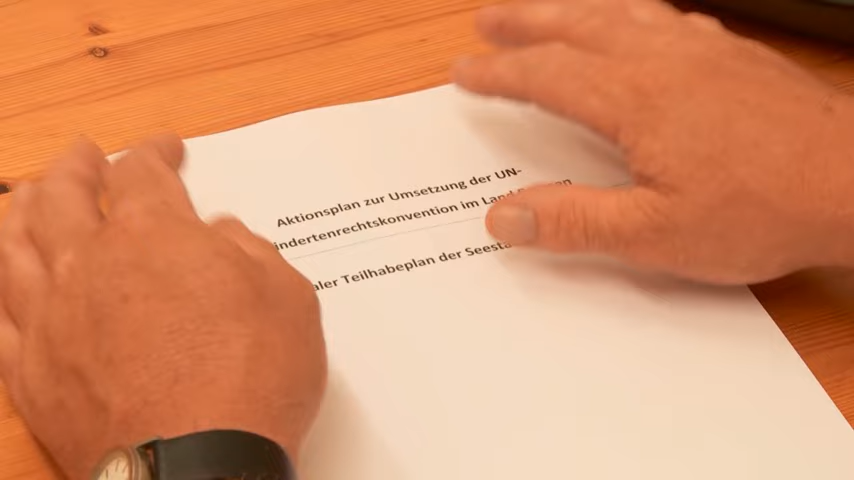 Aktionsplan zur Umsetzung der UN-
indertenrechtskonvention im Land
aler Teilhabeplan der Seesta